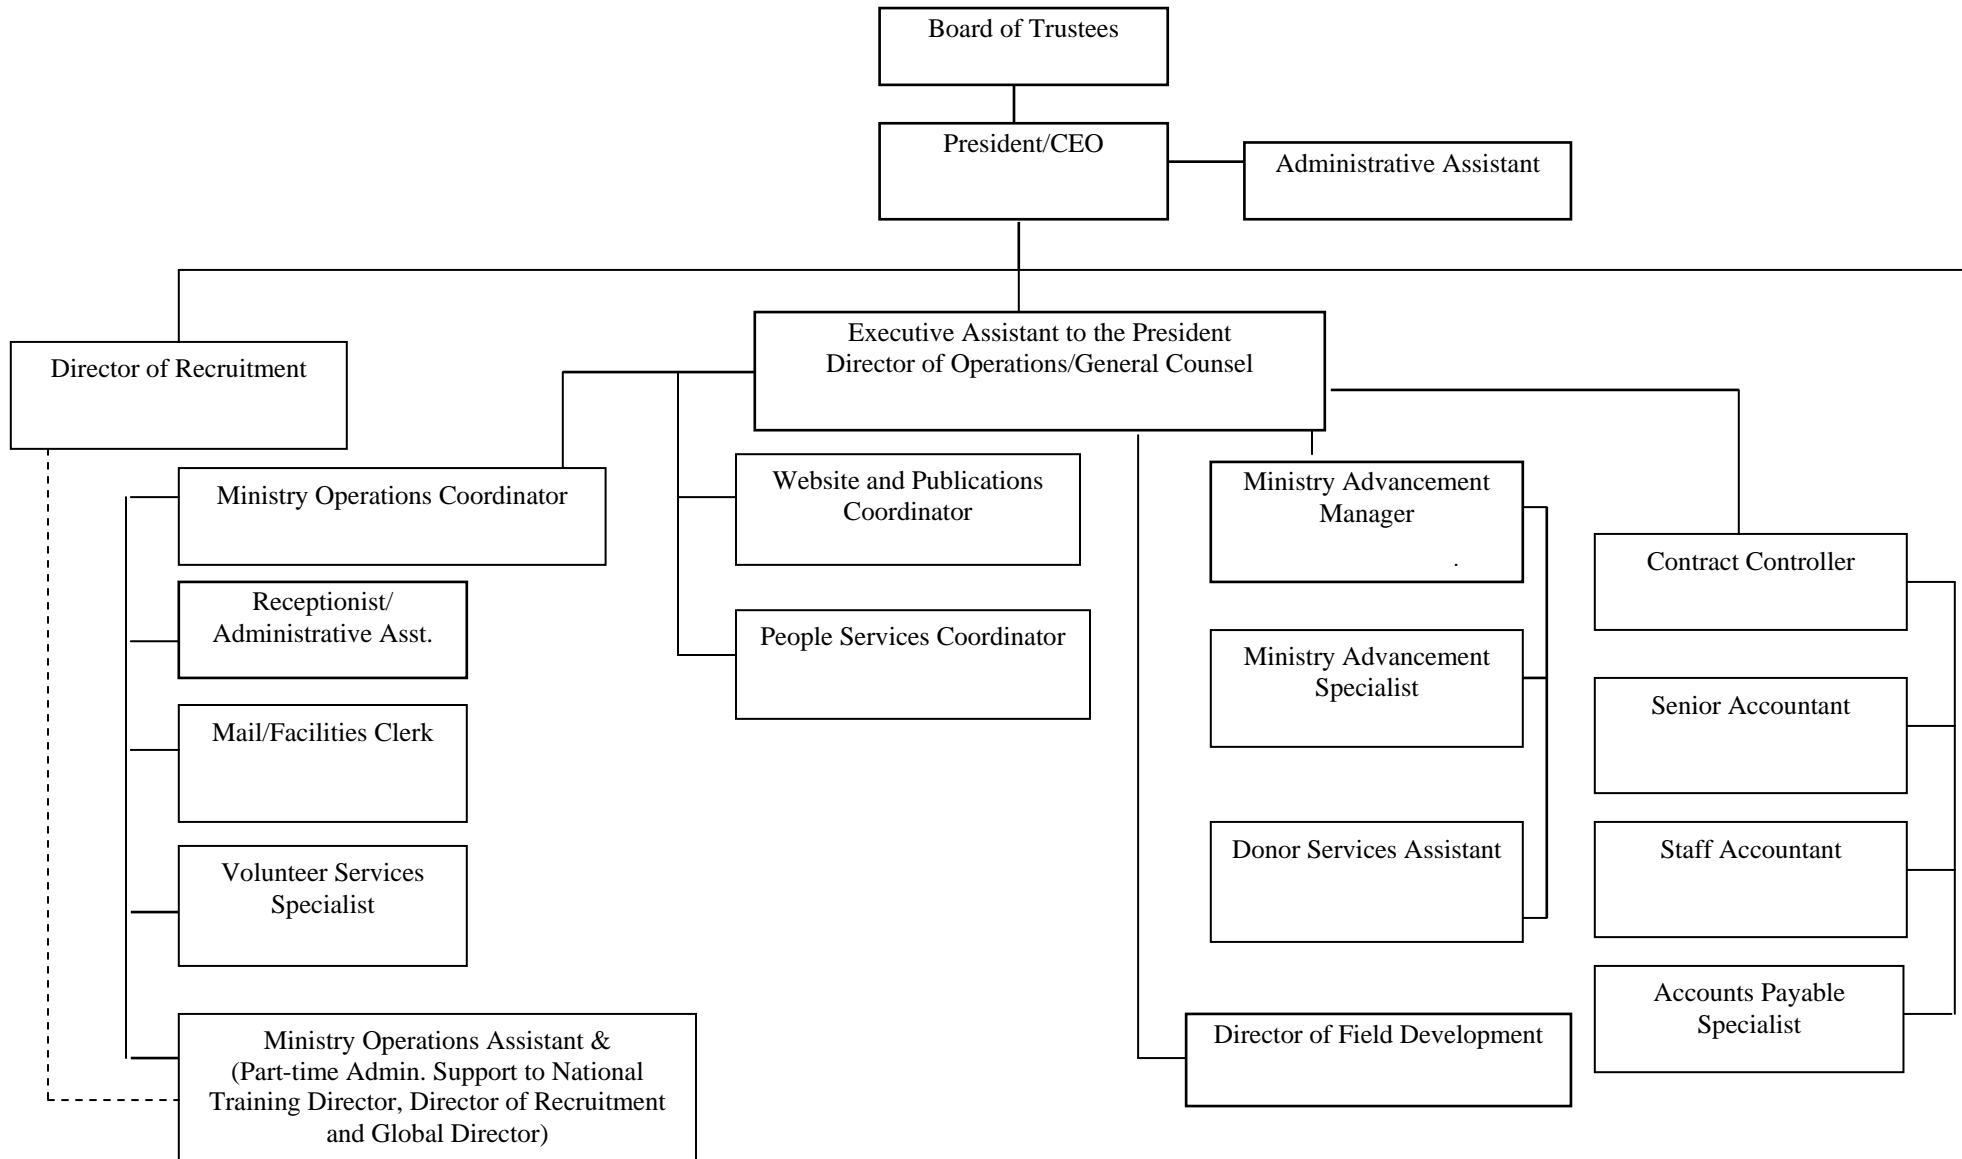 Board of Trustees
President/CEO
Administrative Assistant
Executive Assistant to the President
Director of Operations/General Counsel
Director of Recruitment
Ministry Operations Coordinator
Receptionist/
Administrative Asst.
Mail/Facilities Clerk
Volunteer Services
Specialist
Ministry Operations Assistant &
(Part-time Admin. Support to National
Training Director, Director of Recruitment
and Global Director)
Website and Publications
Coordinator
People Services Coordinator
Ministry Advancement
Manager
.
Ministry Advancement
Specialist
Donor Services Assistant
Director of Field Development
Contract Controller
Senior Accountant
Staff Accountant
Accounts Payable
Specialist